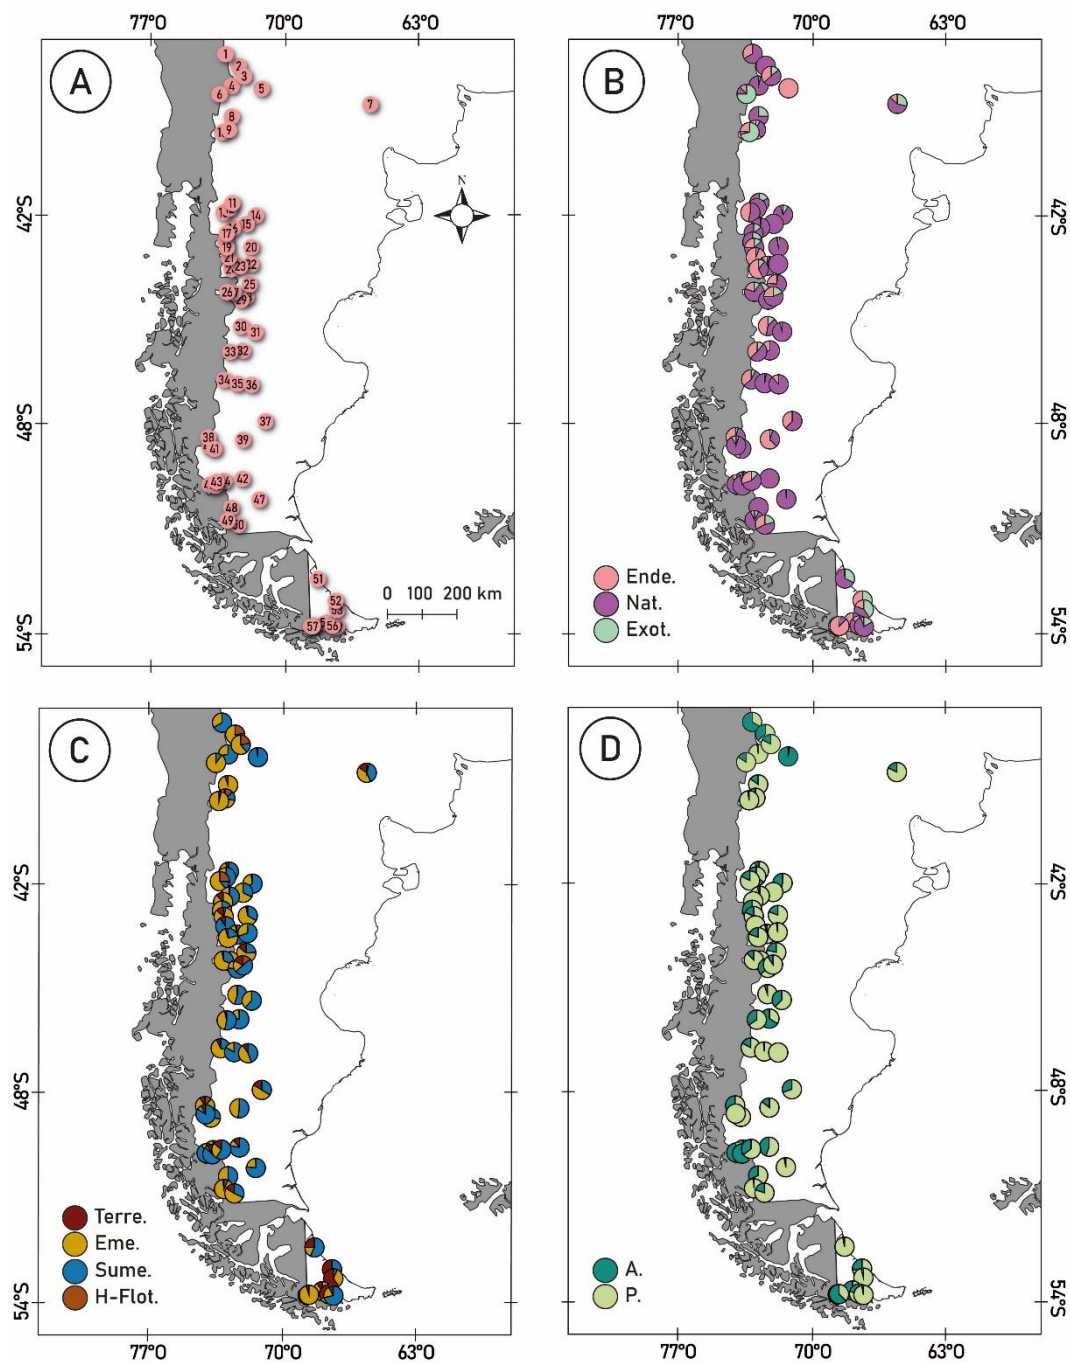 77°O 70°O 63°O
77°O 70°O 63°O
A
B
1
2
3
4
5
6
7
8
9
11
14
15
17
19
20
23
25
26
30
31
33
32
34
35
36
37
38
39
41
42
43
47
48
49
51
52
56
57
N
42°S
48°S
54°S
0 100 200 km
Ende.
Nat.
Exot.
42°S
48°S
54°S
C
D
42°S
48°S
54°S
Terre.
Eme.
Sume.
H-Flot.
A.
P.
42°S
48°S
54°S
77°O 70°O 63°O
77°O 70°O 63°O